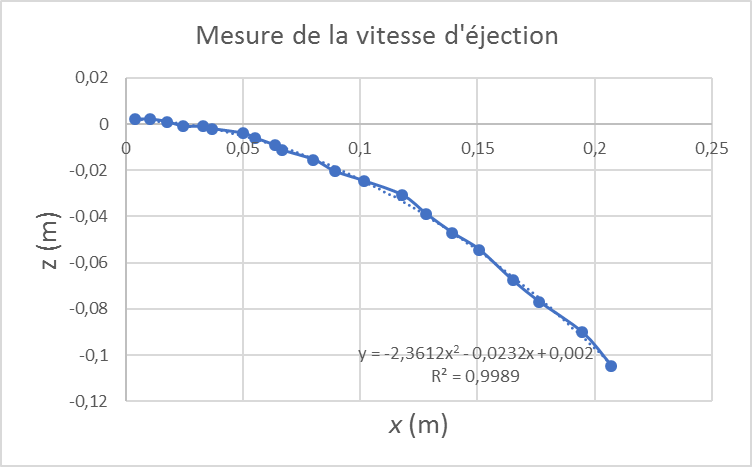 Mesure de la vitesse d'éjection
0,02
0
-0,02
-0,04
-0,06
-0,08
-0,1
-0,12
0 0,05 0,1 0,15 0,2 0,25
z (m)
y = -2,3612x² - 0,0232x + 0,002
R² = 0,9989
x (m)